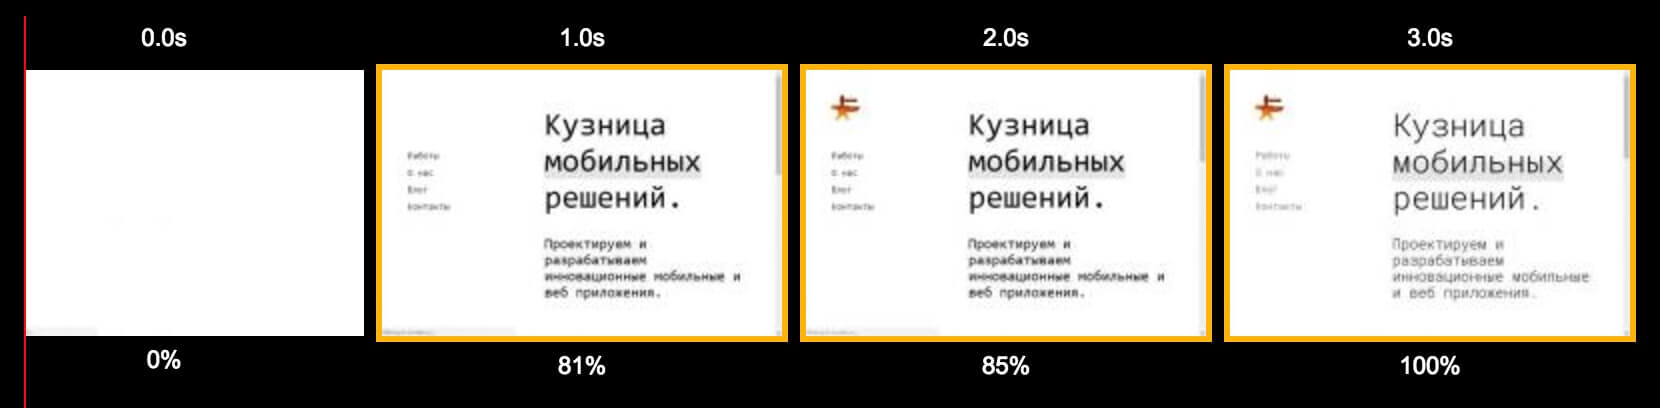 0.0s
1.0s
2.0s
3.0s
Кузница
мобильных
решений.
Работы
О нас
Блог
Контакты
Проектируем и
разрабатываем
инновационные мобильные и
веб приложения.
Кузница
мобильных
решений.
Работы
О нас
Блог
Контакты
Проектируем и
разрабатываем
инновационные мобильные и
веб приложения.
Кузница
мобильных
решений.
Работы
О нас
Блог
Контакты
Проектируем и
разрабатываем
инновационные мобильные
и веб приложения.
0%
81%
85%
100%